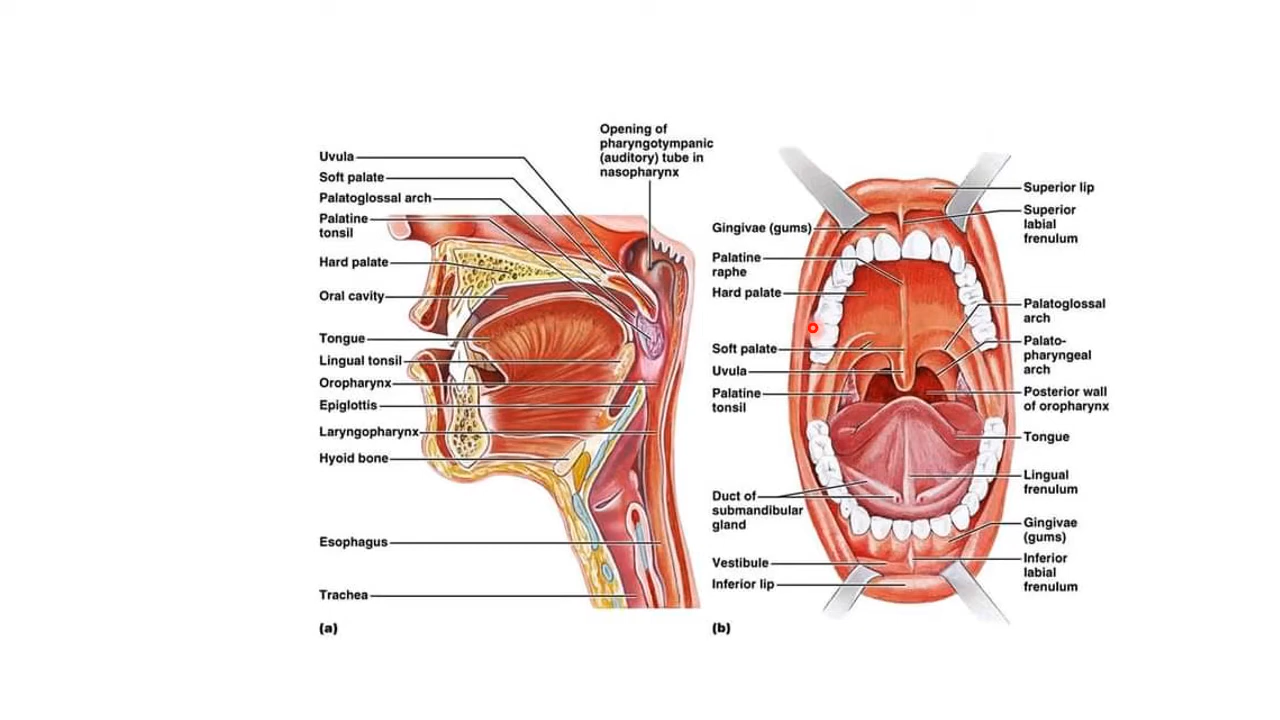 Opening of
pharyngotympanic
(auditory) tube in
nasopharynx
Uvula
Soft palate
Palatoglossal arch
Palatine
tonsil
Hard palate
Oral cavity
Tongue
Lingual tonsil
Oropharynx
Epiglottis
Laryngopharynx
Hyoid bone
Esophagus
Trachea
(a)
Gingivae (gums)
Palatine
raphe
Hard palate
Soft palate
Uvula
Palatine
tonsil
Duct of
submandibular
gland
Vestibule
Inferior lip
Superior lip
Superior
labial
frenulum
Palatoglossal
arch
Palato-
pharyngeal
arch
Posterior wall
of oropharynx
Tongue
Lingual
frenulum
Gingivae
(gums)
Inferior
labial
frenulum
(b)